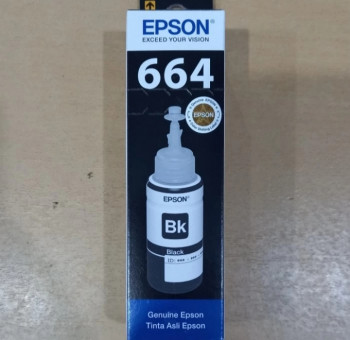 EPSON
EXCEED YOUR VISION
664
EPSON
EPSON
Bk
Black
Genuine Epson
Tinta Asli Epson